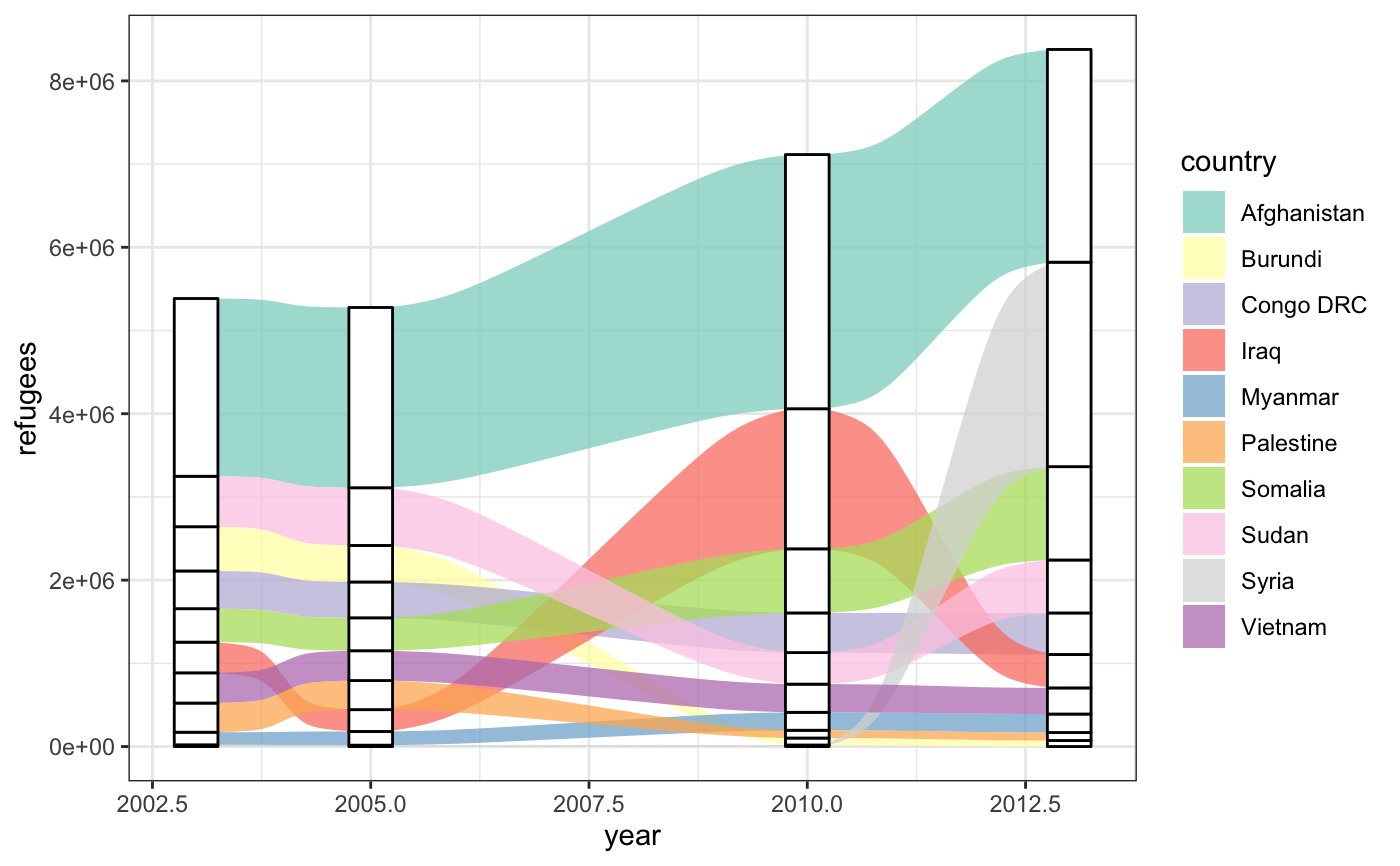 8e+06
6e+06
4e+06
2e+06
0e+00
refugees
2002.5
2005.0
2007.5
2010.0
2012.5
year
country
Afghanistan
Burundi
Congo DRC
Iraq
Myanmar
Palestine
Somalia
Sudan
Syria
Vietnam